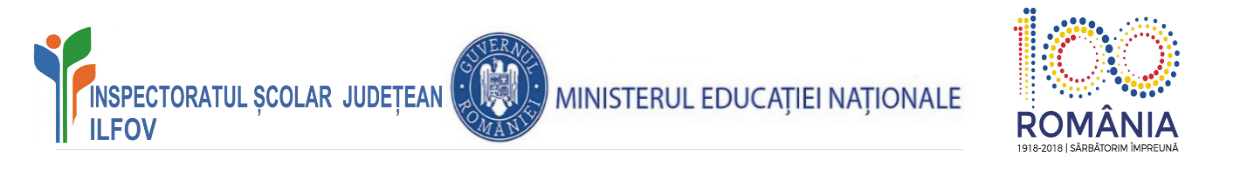 INSPECTORATUL ȘCOLAR JUDEȚEAN
ILFOV
GUVERNUL
ROMÂNIEI
MINISTERUL EDUCAȚIEI NAȚIONALE
100
ROMÂNIA
1918-2018 | SĂRBĂTORIM ÎMPREUNĂ